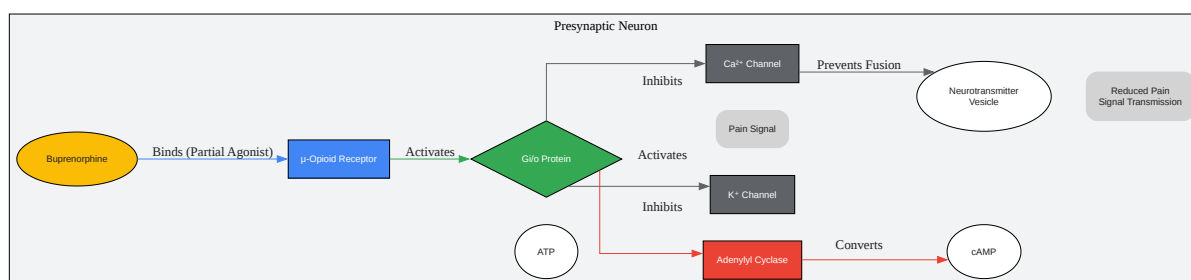 Presynaptic Neuron
Ca²⁺ Channel
Prevents Fusion
Inhibits
Neurotransmitter
Vesicle
Reduced Pain
Signal Transmission
Pain Signal
Buprenorphine
Binds (Partial Agonist)
μ-Opioid Receptor
Activates
Gi/o Protein
Activates
K⁺ Channel
Inhibits
ATP
Adenylyl Cyclase
Converts
cAMP